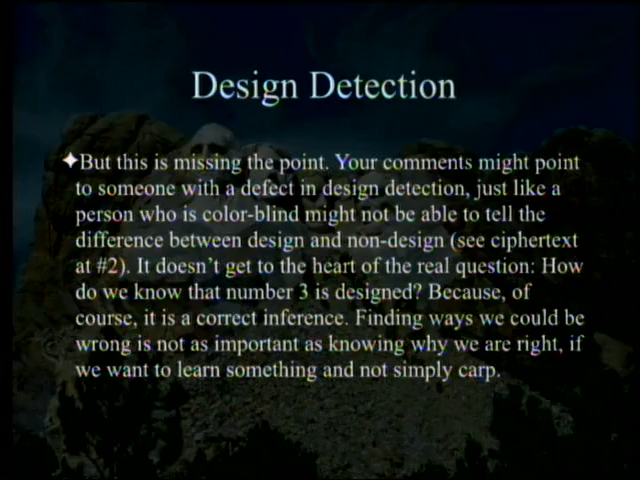 Design Detection
✦But this is missing the point. Your comments might point
to someone with a defect in design detection, just like a
person who is color-blind might not be able to tell the
difference between design and non-design (see ciphertext
at #2). It doesn’t get to the heart of the real question: How
do we know that number 3 is designed? Because, of
course, it is a correct inference. Finding ways we could be
wrong is not as important as knowing why we are right, if
we want to learn something and not simply carp.